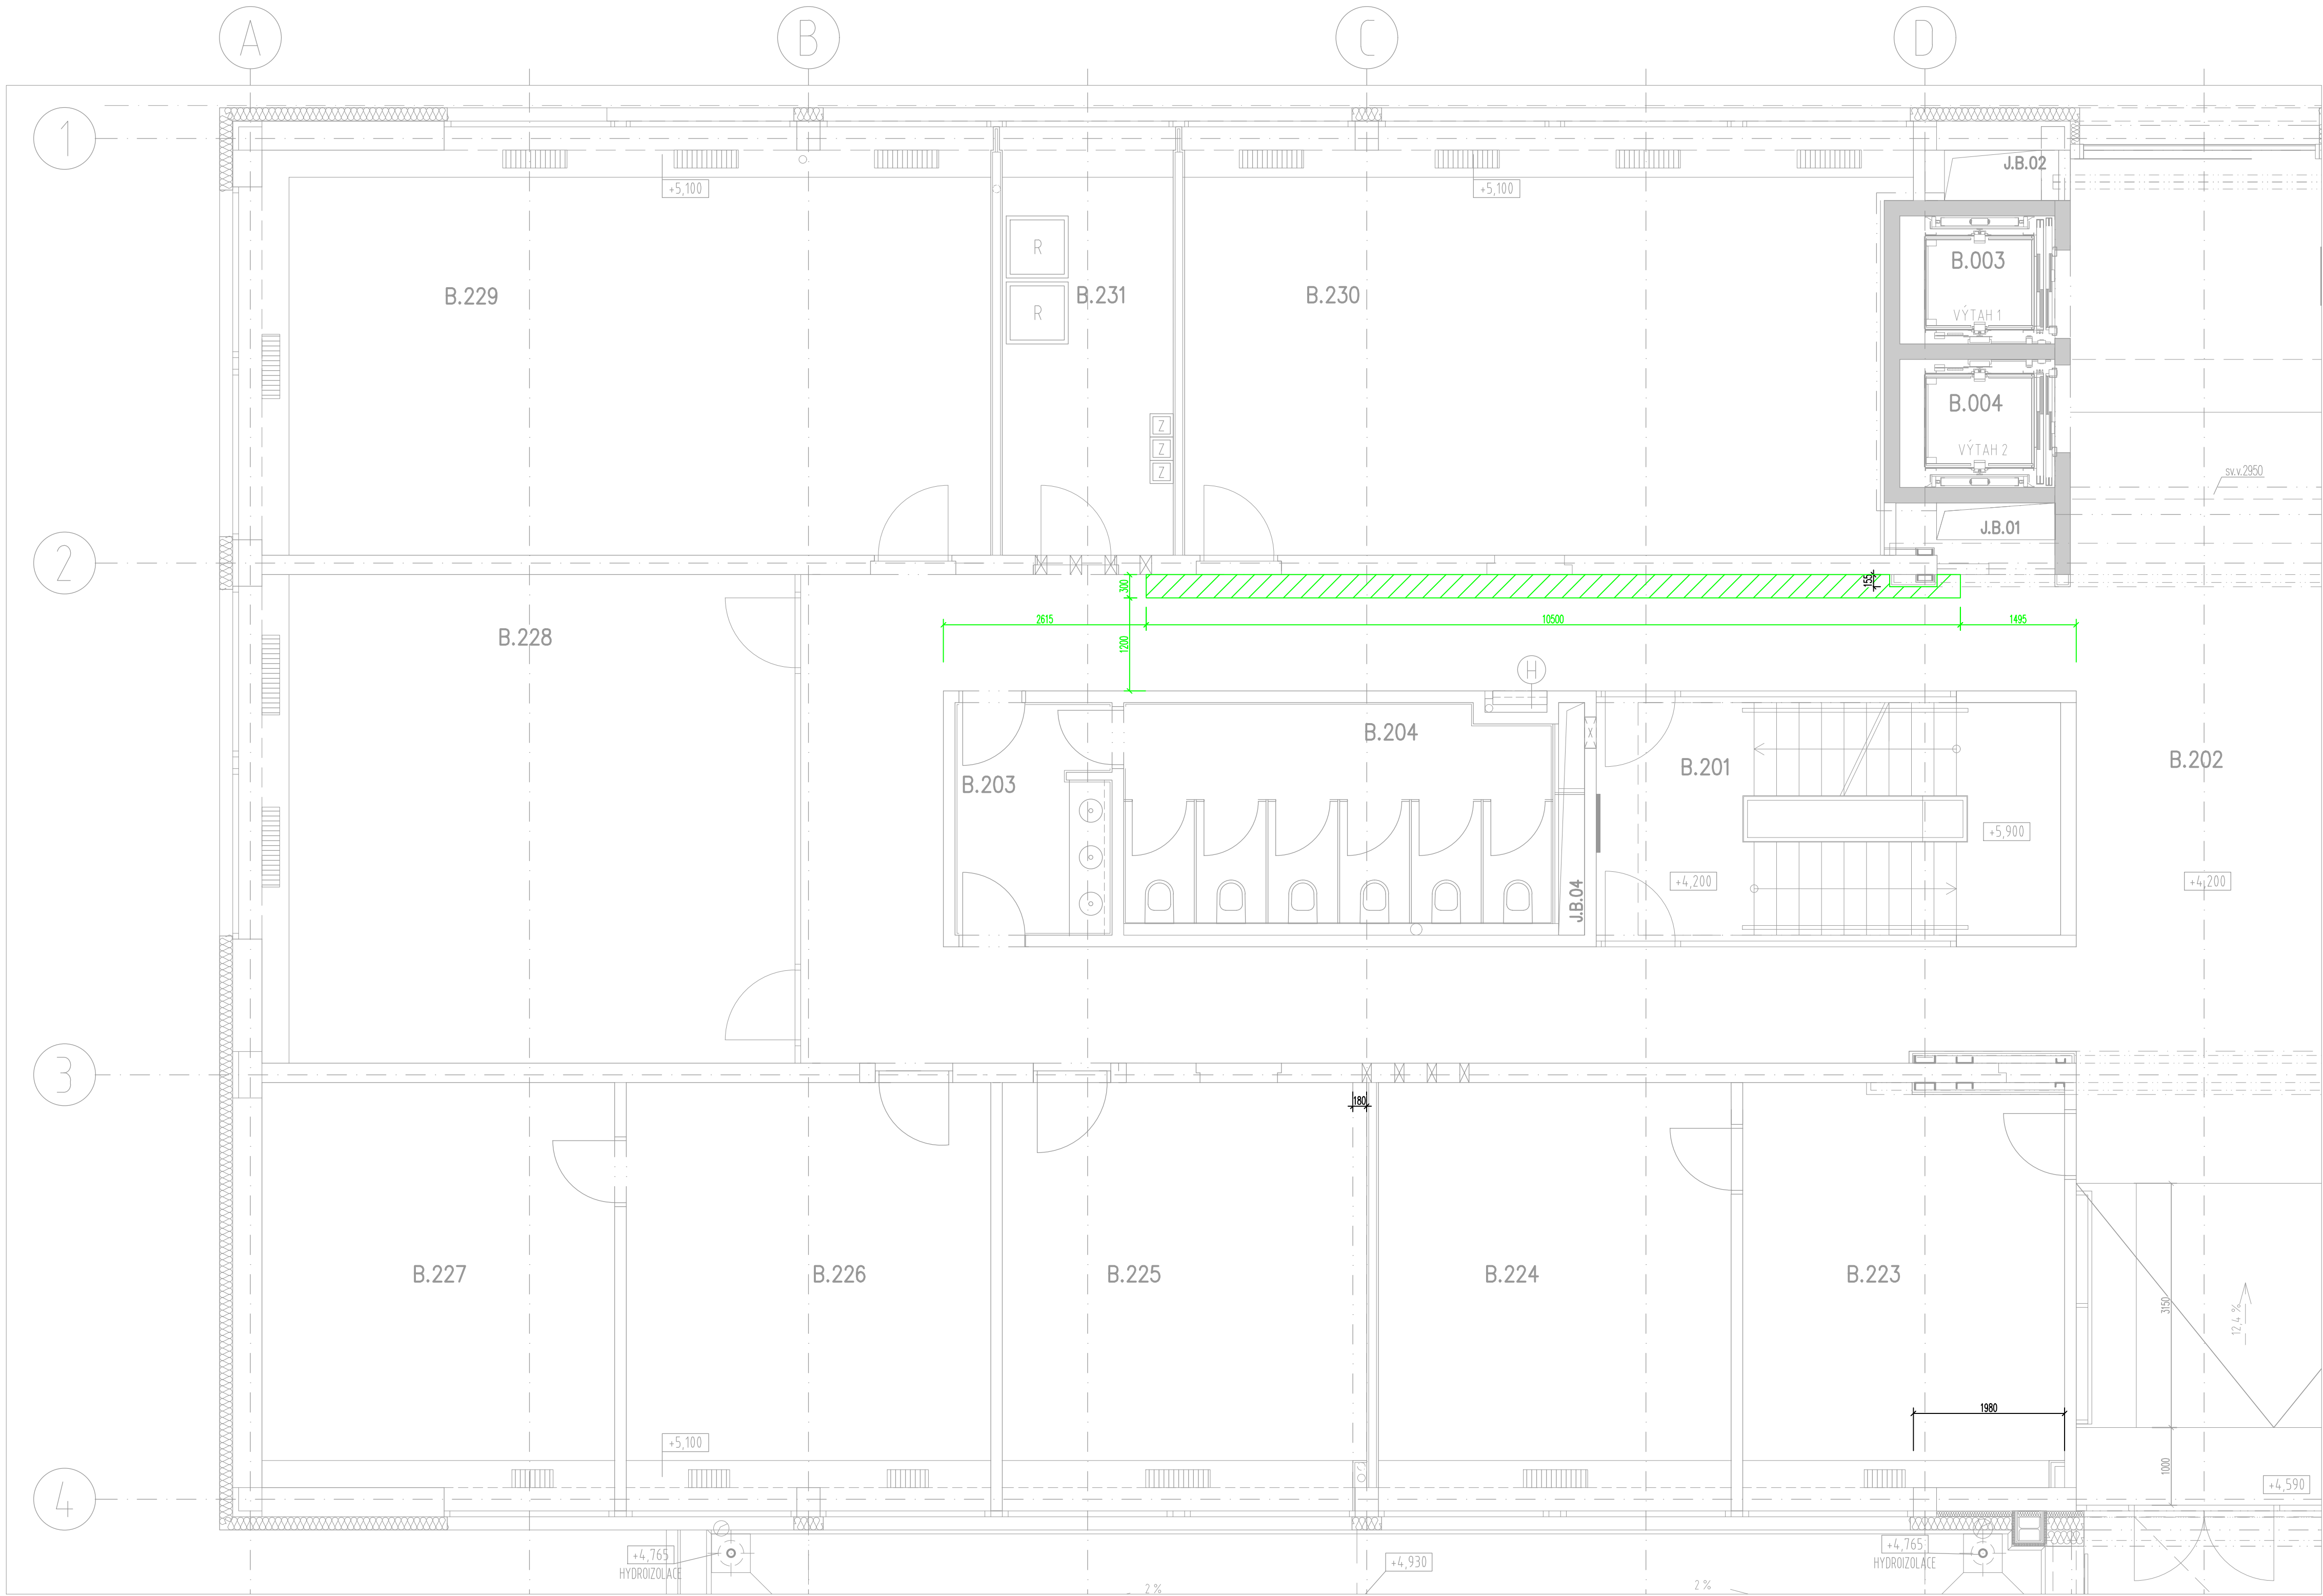 A
B
C
D
1
J.B.02
+5,100
+5,100
R
B.003
B.229
B.231
B.230
R
VÝTAH 1
B.004
Z
Z
VÝTAH 2
Z
sv.v.2950
J.B.01
2
300
155
2615
10500
1495
B.228
1200
H
B.204
X
B.201
B.202
B.203
+5,900
+4,200
+4,200
J.B.04
3
180
B.227
B.226
B.225
B.224
B.223
3150
12,4 %
1980
+5,100
1000
4
+4,590
+4,765
HYDROIZOLACE
+4,930
+4,765
HYDROIZOLACE
2 %
2 %